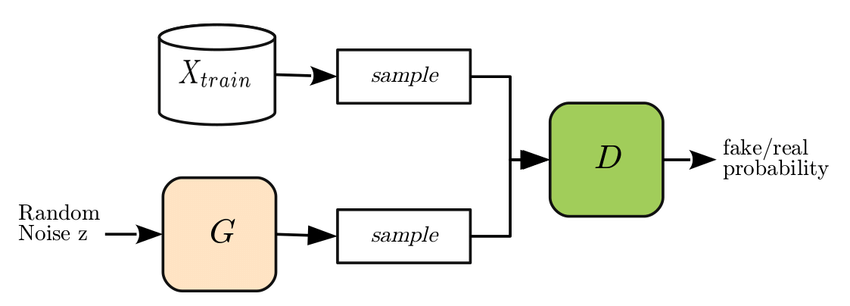 X_train
sample
D
fake/real
probability
Random
Noise z
G
sample